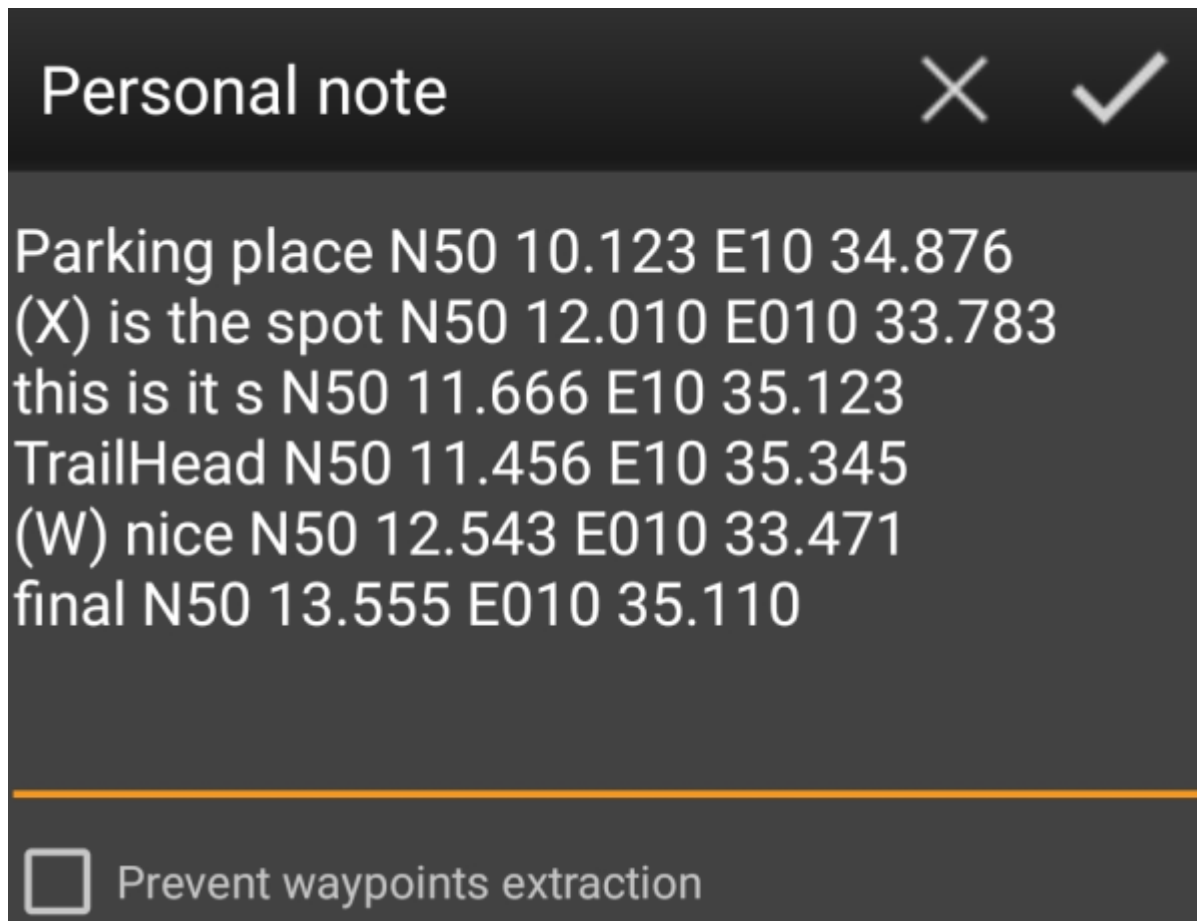 Personal note
Parking place N50 10.123 E10 34.876
(X) is the spot N50 12.010 E010 33.783
this is it s N50 11.666 E10 35.123
TrailHead N50 11.456 E10 35.345
(W) nice N50 12.543 E010 33.471
final N50 13.555 E010 35.110
Prevent waypoints extraction